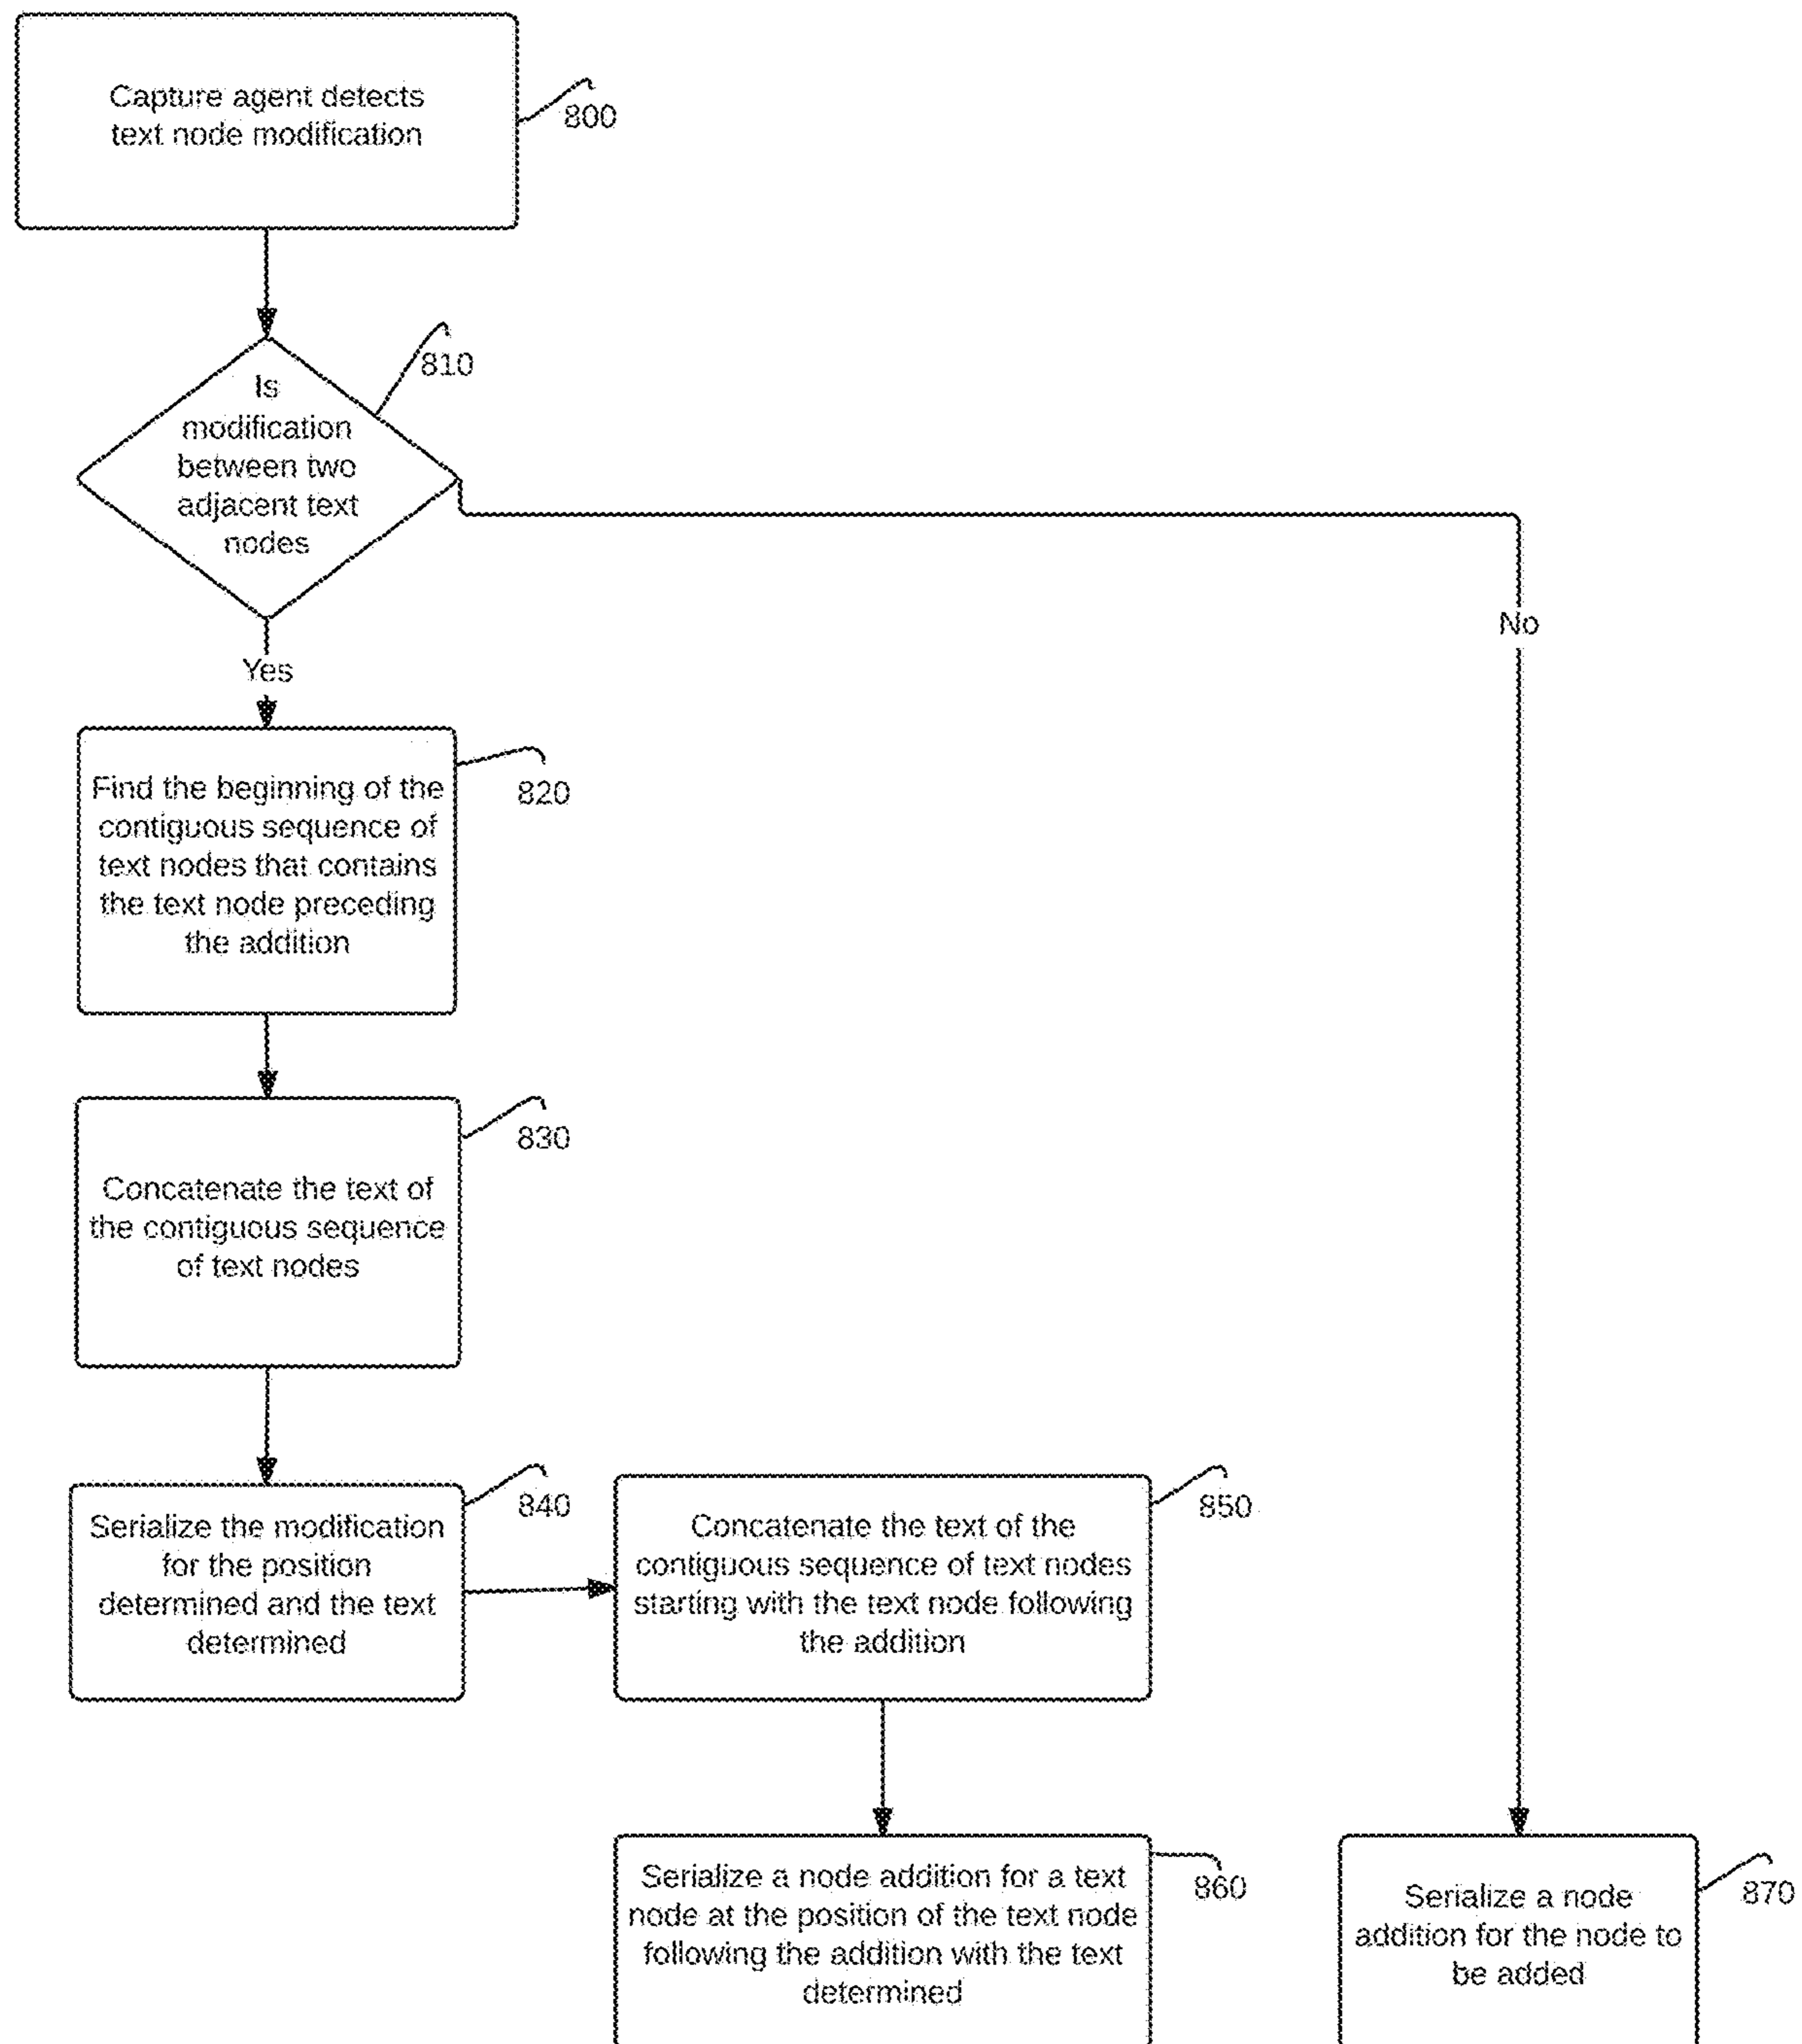 Capture agent detects
text node modification
800
810
Is
modification
between two
adjacent text
nodes
No
Yes
820
Find the beginning of the
contiguous sequence of
text nodes that contains
the text node preceding
the addition
830
Concatenate the text of
the contiguous sequence
of text nodes
840
Serialize the modification
for the position
determined and the text
determined
850
Concatenate the text of the
contiguous sequence of text nodes
starting with the text node following
the addition
860
Serialize a node addition for a text
node at the position of the text node
following the addition with the text
determined
870
Serialize a node
addition for the node to
be added